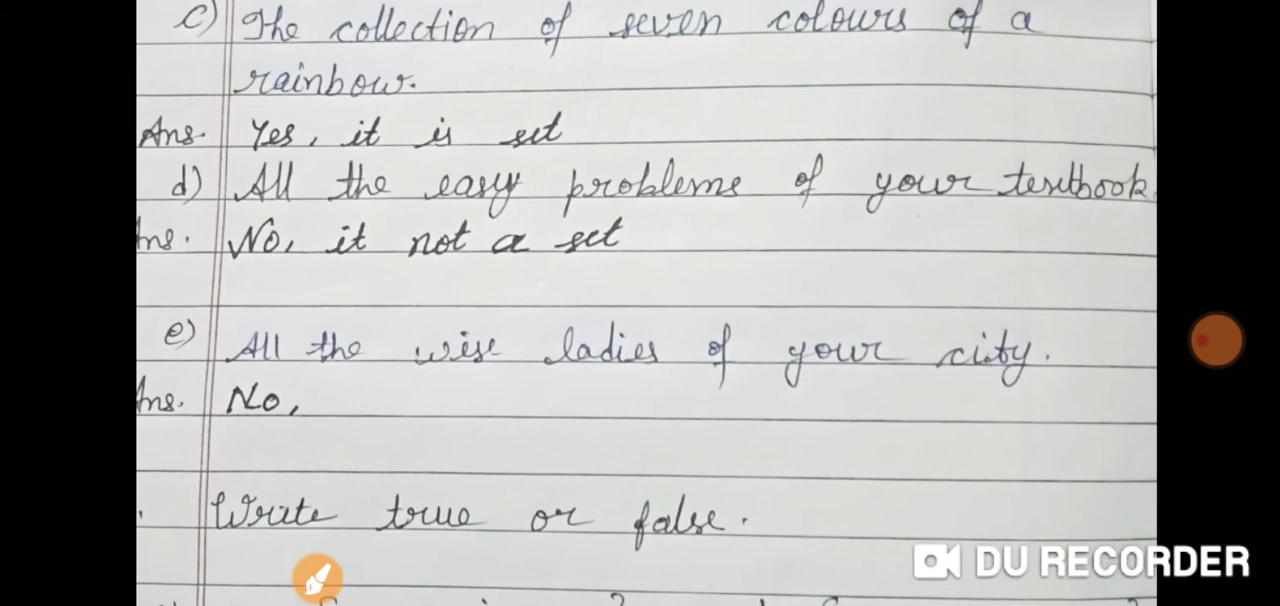 c) The collection of seven colours of a
rainbow.
Ans. Yes, it is set
d) All the easy problems of your textbook
Ans. No, it not a set
e) All the wise ladies of your city.
Ans. No,
Write true or false.
DU RECORDER